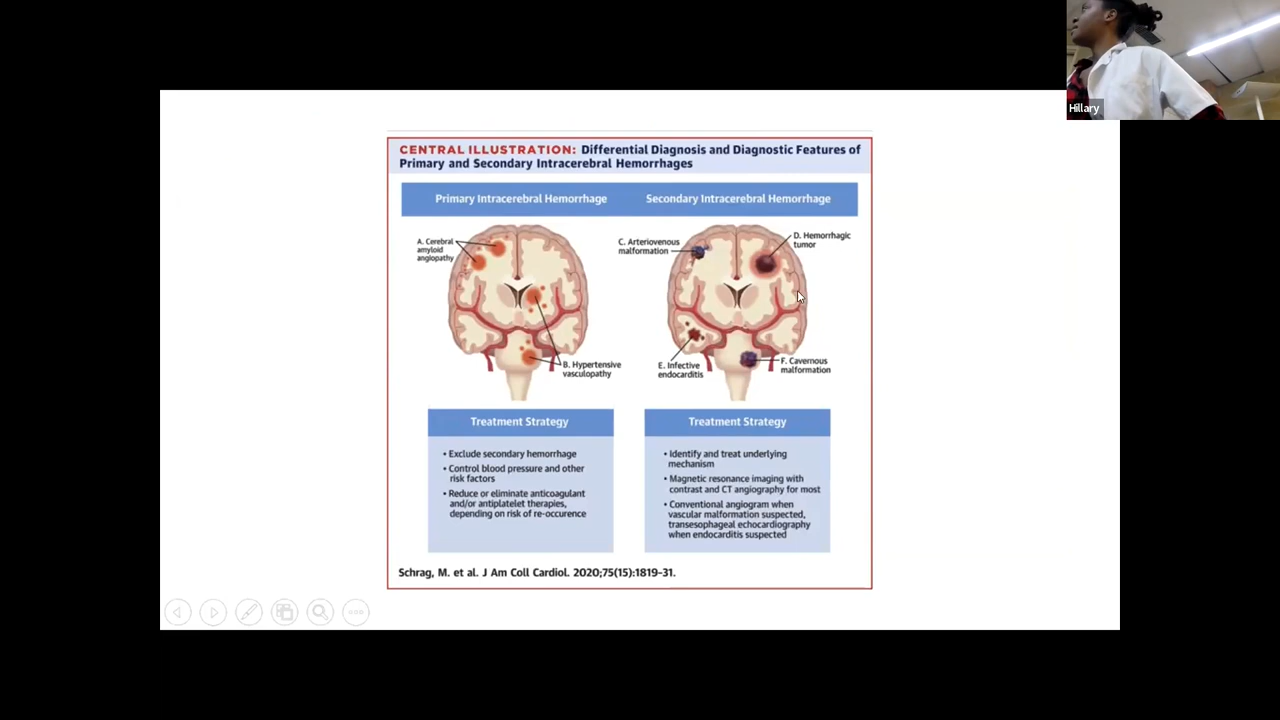 Hillary
CENTRAL ILLUSTRATION: Differential Diagnosis and Diagnostic Features of
Primary and Secondary Intracerebral Hemorrhages
Primary Intracerebral Hemorrhage
Secondary Intracerebral Hemorrhage
A. Cerebral
amyloid
angiopathy
B. Hypertensive
vasculopathy
C. Arteriovenous
malformation
D. Hemorrhagic
tumor
E. Infective
endocarditis
F. Cavernous
malformation
Treatment Strategy
• Exclude secondary hemorrhage
• Control blood pressure and other
risk factors
• Reduce or eliminate anticoagulant
and/or antiplatelet therapies,
depending on risk of re-occurence
Treatment Strategy
• Identify and treat underlying
mechanism
• Magnetic resonance imaging with
contrast and CT angiography for most
• Conventional angiogram when
vascular malformation suspected,
transesophageal echocardiography
when endocarditis suspected
Schrag, M. et al. J Am Coll Cardiol. 2020;75(15):1819-31.